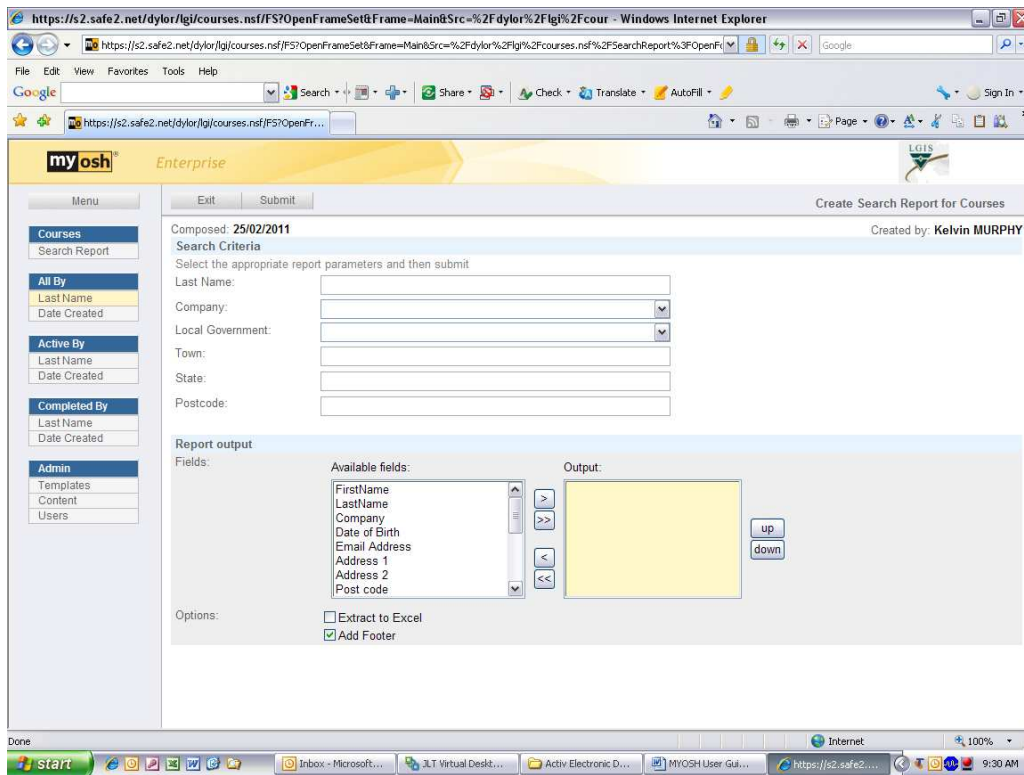 https://s2.safe2.net/dylor/lgi/courses.nsf/FS?OpenFrameSet&Frame=Main&Src=%2Fdylor%2Flgi%2Fcour - Windows Internet Explorer
https://s2.safe2.net/dylor/lgi/courses.nsf/FS?OpenFrameSet&Frame=Main&Src=%2Fdylor%2Flgi%2Fcourses.nsf%2FSearchReport%3FOpenF
Google
File Edit View Favorites Tools Help
Google Search Share Check Translate AutoFill Sign In
https://s2.safe2.net/dylor/lgi/courses.nsf/FS?OpenFr... Page
myosh® Enterprise LGIS
Menu Exit Submit Create Search Report for Courses
Composed: 25/02/2011 Created by: Kelvin MURPHY
Courses
Search Report
All By
Last Name
Date Created
Active By
Last Name
Date Created
Completed By
Last Name
Date Created
Admin
Templates
Content
Users
Search Criteria
Select the appropriate report parameters and then submit
Last Name:
Company:
Local Government:
Town:
State:
Postcode:
Report output
Fields:
Available fields: Output:
FirstName
LastName
Company
Date of Birth
Email Address
Address 1
Address 2
Post code
>
>>
<
<<
up
down
Options:
Extract to Excel
Add Footer
Done Internet 100%
start Inbox - Microsoft... JLT Virtual Deskt... Activ Electronic D... MYOSH User Gui... https://s2.safe2.... 9:30 AM